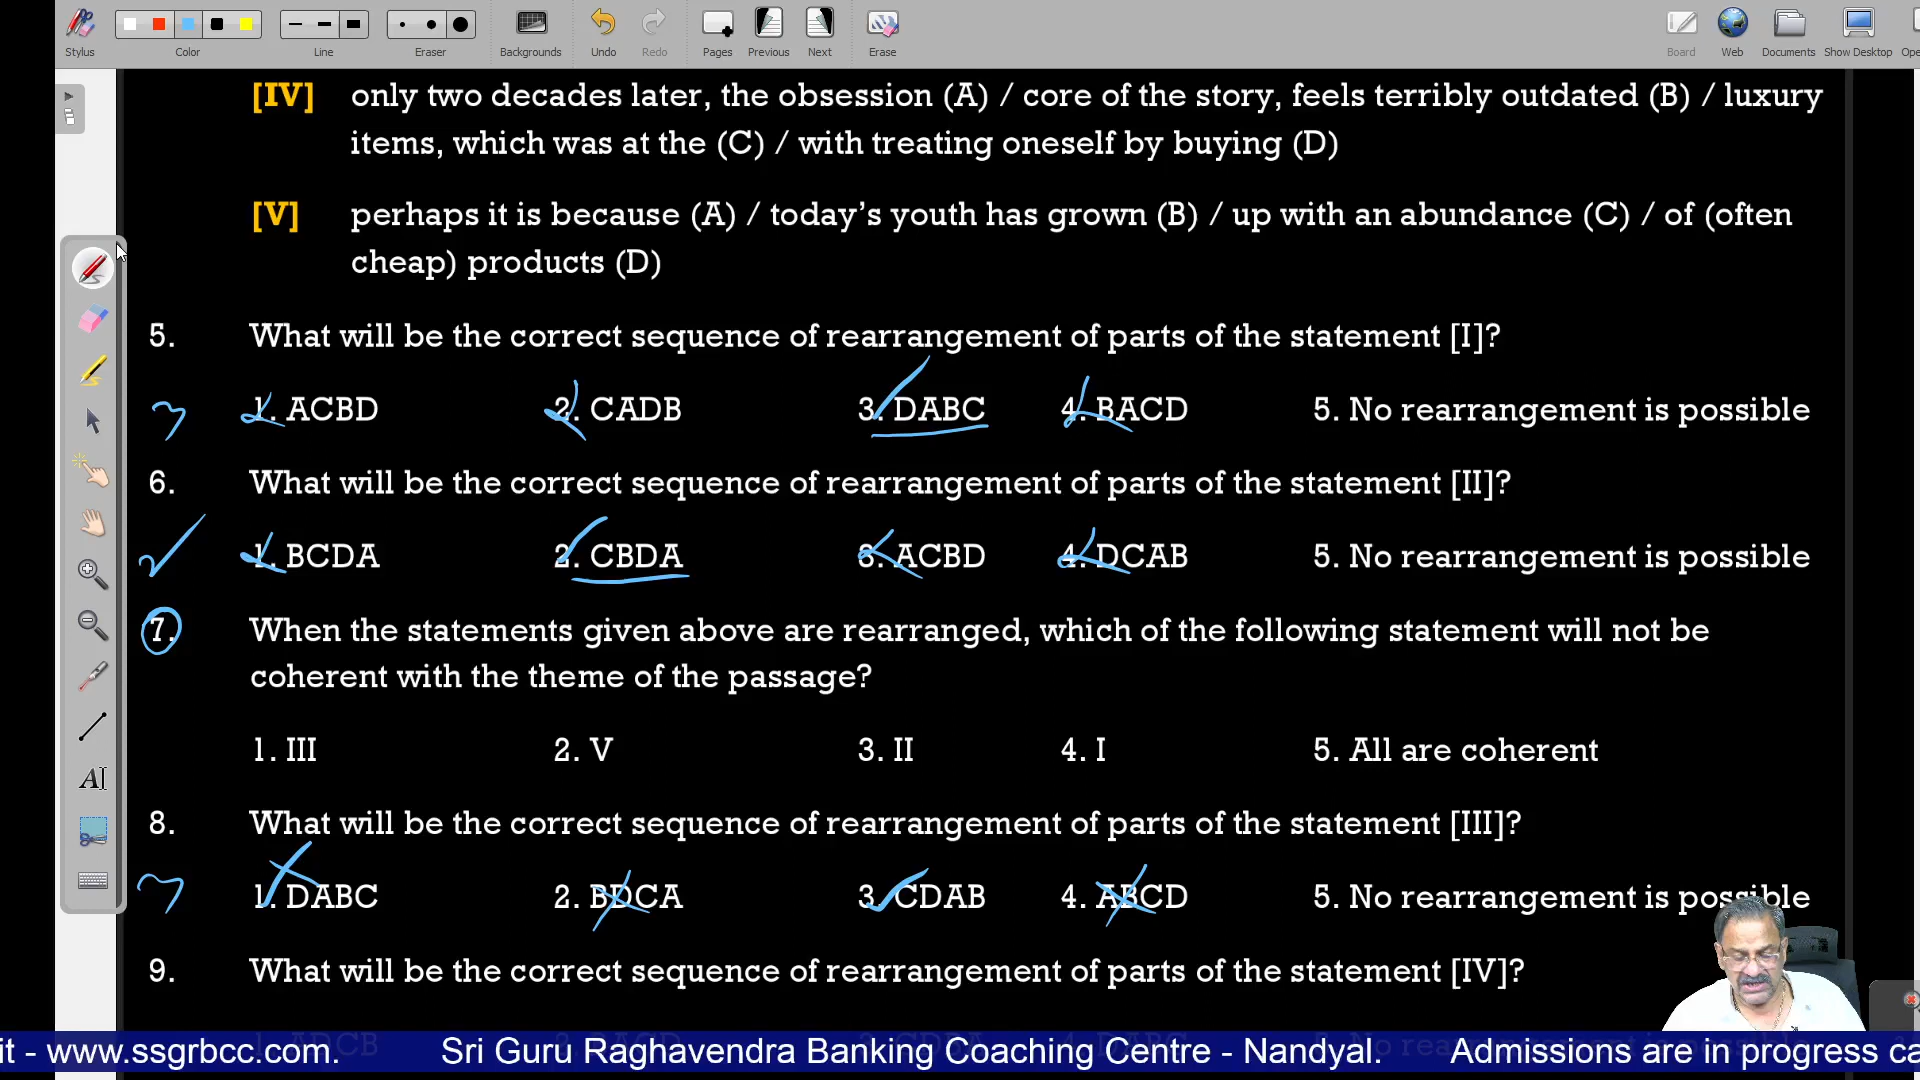 Stylus Color Line Eraser Backgrounds Undo Redo Pages Previous Next Erase Board Web Documents Show Desktop
[IV] only two decades later, the obsession (A) / core of the story, feels terribly outdated (B) / luxury
items, which was at the (C) / with treating oneself by buying (D)
[V] perhaps it is because (A) / today's youth has grown (B) / up with an abundance (C) / of (often
cheap) products (D)
5. What will be the correct sequence of rearrangement of parts of the statement [I]?
3 1. ACBD 2. CADB 3. DABC 4. BACD 5. No rearrangement is possible
6. What will be the correct sequence of rearrangement of parts of the statement [II]?
1. BCDA 2. CBDA 3. ACBD 4. DCAB 5. No rearrangement is possible
7. When the statements given above are rearranged, which of the following statement will not be
coherent with the theme of the passage?
1. III 2. V 3. II 4. I 5. All are coherent
8. What will be the correct sequence of rearrangement of parts of the statement [III]?
3 1. DABC 2. BDCA 3. CDAB 4. ABCD 5. No rearrangement is possible
9. What will be the correct sequence of rearrangement of parts of the statement [IV]?
- www.ssgrbcc.com. Sri Guru Raghavendra Banking Coaching Centre - Nandyal. Admissions are in progress